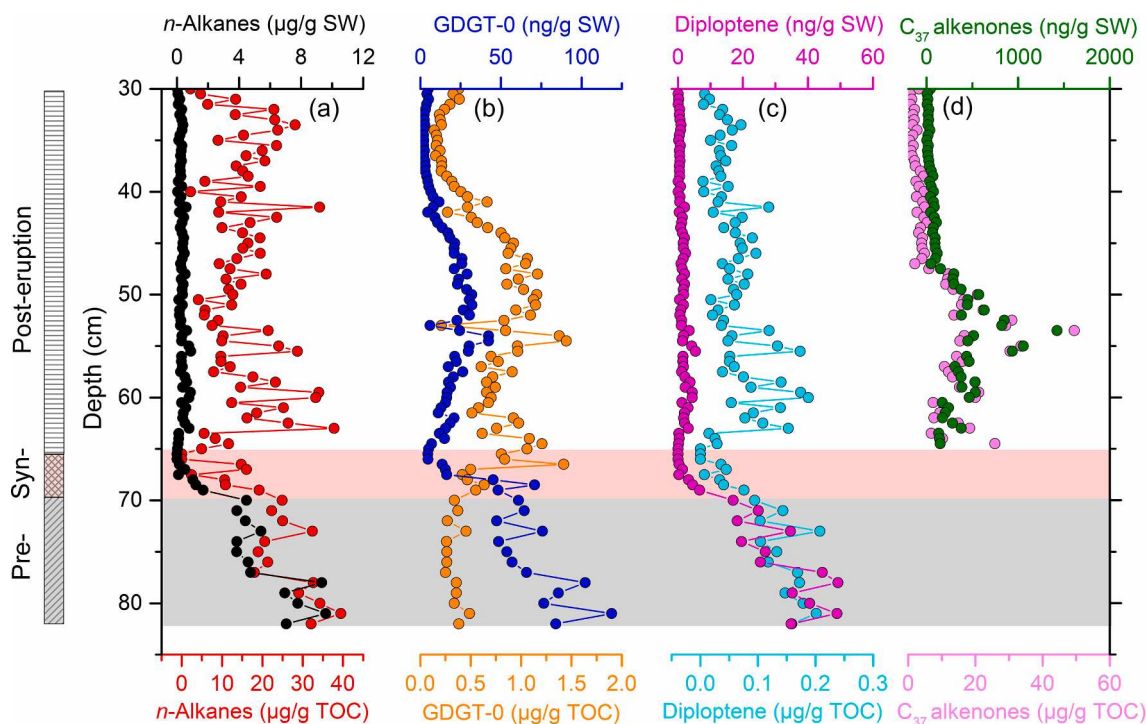 n-Alkanes (µg/g SW)
0 4 8 12
GDGT-0 (ng/g SW)
0 50 100
Diploptene (ng/g SW)
0 20 40 60
C37 alkenones (ng/g SW)
0 1000 2000
(a)
(b)
(c)
(d)
Post-eruption
Syn-
Pre-
Depth (cm)
30
40
50
60
70
80
0 10 20 30 40
n-Alkanes (µg/g TOC)
0.0 0.5 1.0 1.5 2.0
GDGT-0 (µg/g TOC)
0.0 0.1 0.2 0.3
Diploptene (µg/g TOC)
0 20 40 60
C37 alkenones (µg/g TOC)